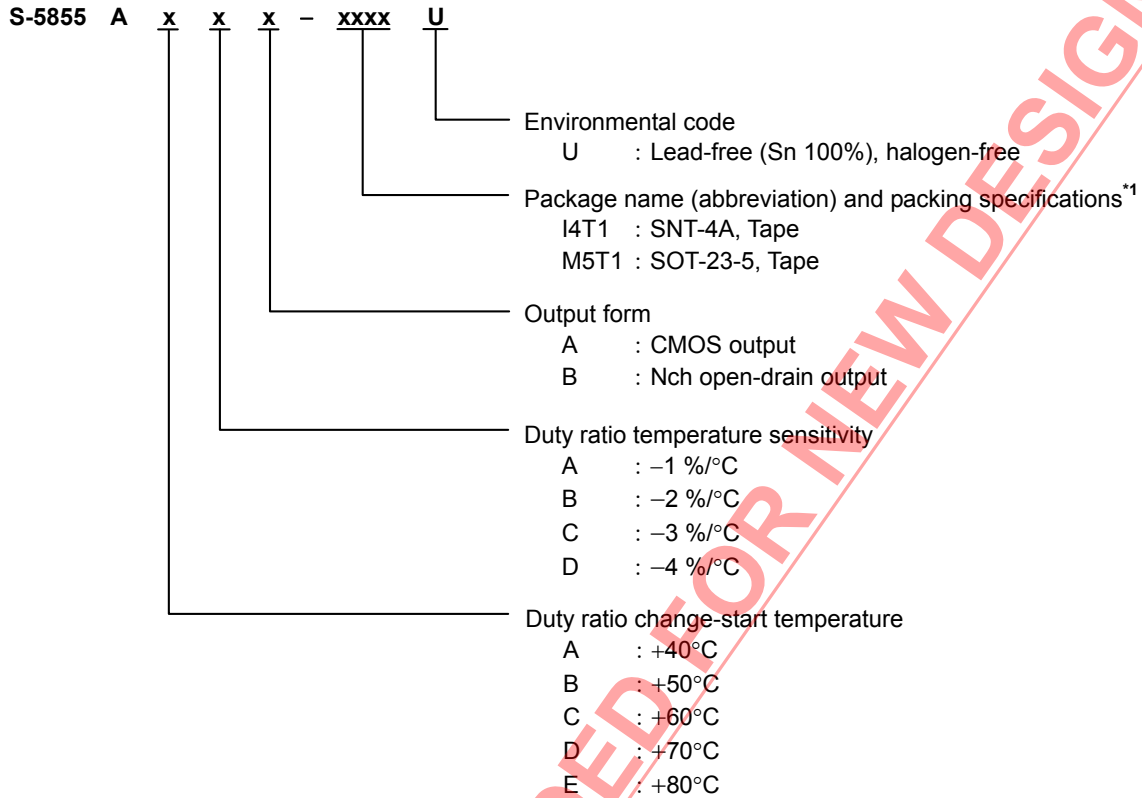 S-5855 A x x x – xxxx U
Environmental code
U : Lead-free (Sn 100%), halogen-free
Package name (abbreviation) and packing specifications*1
I4T1 : SNT-4A, Tape
M5T1 : SOT-23-5, Tape
Output form
A : CMOS output
B : Nch open-drain output
Duty ratio temperature sensitivity
A : −1 %/°C
B : −2 %/°C
C : −3 %/°C
D : −4 %/°C
Duty ratio change-start temperature
A : +40°C
B : +50°C
C : +60°C
D : +70°C
E : +80°C
FOR NEW DESIG